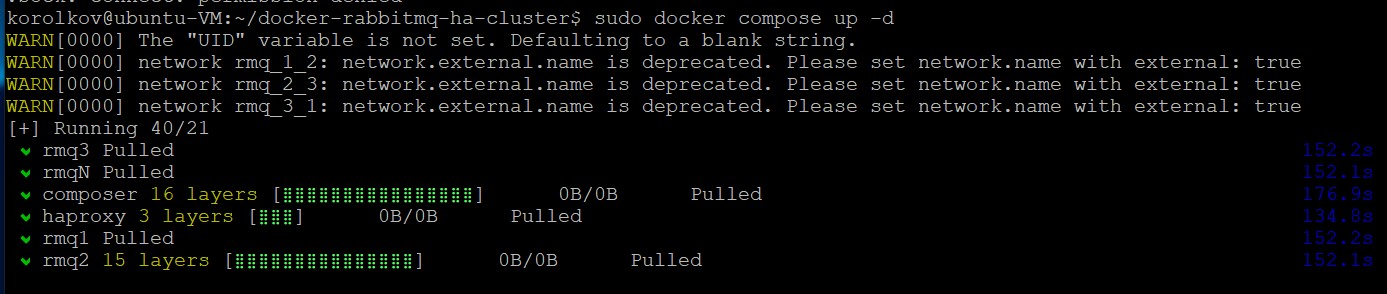 korolkov@ubuntu-VM:~/docker-rabbitmq-ha-cluster$ sudo docker compose up -d
WARN[0000] The "UID" variable is not set. Defaulting to a blank string.
WARN[0000] network rmq_1_2: network.external.name is deprecated. Please set network.name with external: true
WARN[0000] network rmq_2_3: network.external.name is deprecated. Please set network.name with external: true
WARN[0000] network rmq_3_1: network.external.name is deprecated. Please set network.name with external: true
[+] Running 40/21
✔ rmq3 Pulled 152.2s
✔ rmqN Pulled 152.1s
✔ composer 16 layers [⣿⣿⣿⣿⣿⣿⣿⣿⣿⣿⣿⣿⣿⣿⣿⣿] 0B/0B Pulled 176.9s
✔ haproxy 3 layers [⣿⣿⣿] 0B/0B Pulled 134.8s
✔ rmq1 Pulled 152.2s
✔ rmq2 15 layers [⣿⣿⣿⣿⣿⣿⣿⣿⣿⣿⣿⣿⣿⣿⣿] 0B/0B Pulled 152.1s